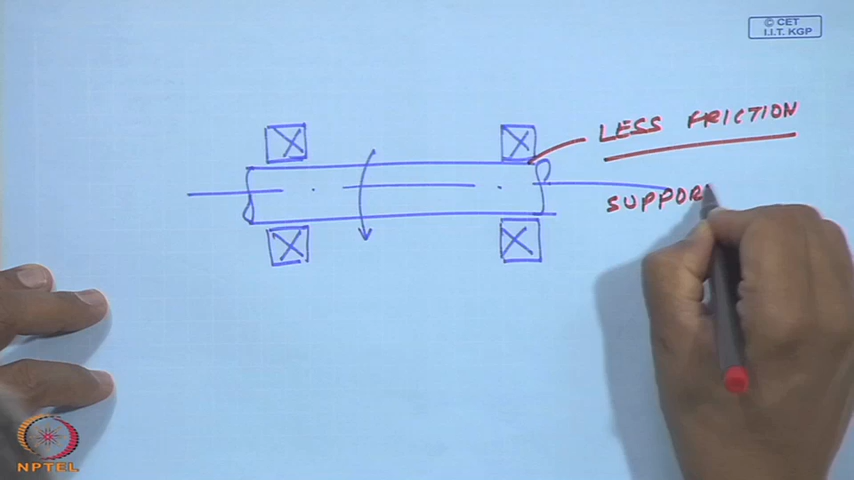 © CET
I.I.T. KGP
LESS FRICTION
SUPPOR
NPTEL